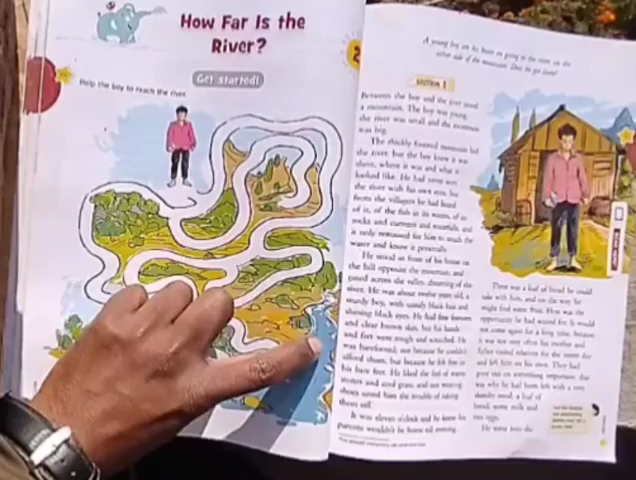 How Far Is the
River?
Get started!
Help the boy to reach the river.
2
A young boy on his
other side of the mountain. Does he get there?
SECTION I
Between the boy and the river stood
a mountain. The boy was young,
the river was small and the mountain
was big.
The thickly forested mountain hid
the river, but the boy knew it was
there, where it was and what it
looked like. He had never seen
the river with his own eyes, but
from the villagers he had heard
of it, of the fish in its waters, of its
rocks and currents and waterfalls, and
it only remained for him to touch the
water and know it personally.
He stood in front of his house on
the hill opposite the mountain, and
gazed across the valley, dreaming of the
river. He was about twelve years old, a
sturdy boy, with untidy black hair and
shining black eyes. He had fine features
and clear brown skin, but his hands
and feet were rough and scratched. He
was barefooted; not because he couldn't
afford shoes, but because he felt free in
his bare feet. He liked the feel of warm
stones and cool grass, and not wearing
shoes saved him the trouble of taking
them off.
It was eleven o'clock and he knew his
parents wouldn't be home till evening.
There was a loaf of bread he could
take with him, and on the way he
might find some fruit. Here was the
opportunity he had waited for. It would
not come again for a long time, because
it was not very often his mother and
father visited relatives for the entire day
and left him on his own. They had
gone out on something important; that
was why he had been left with a very
bread, some milk and
two eggs.
He went into the